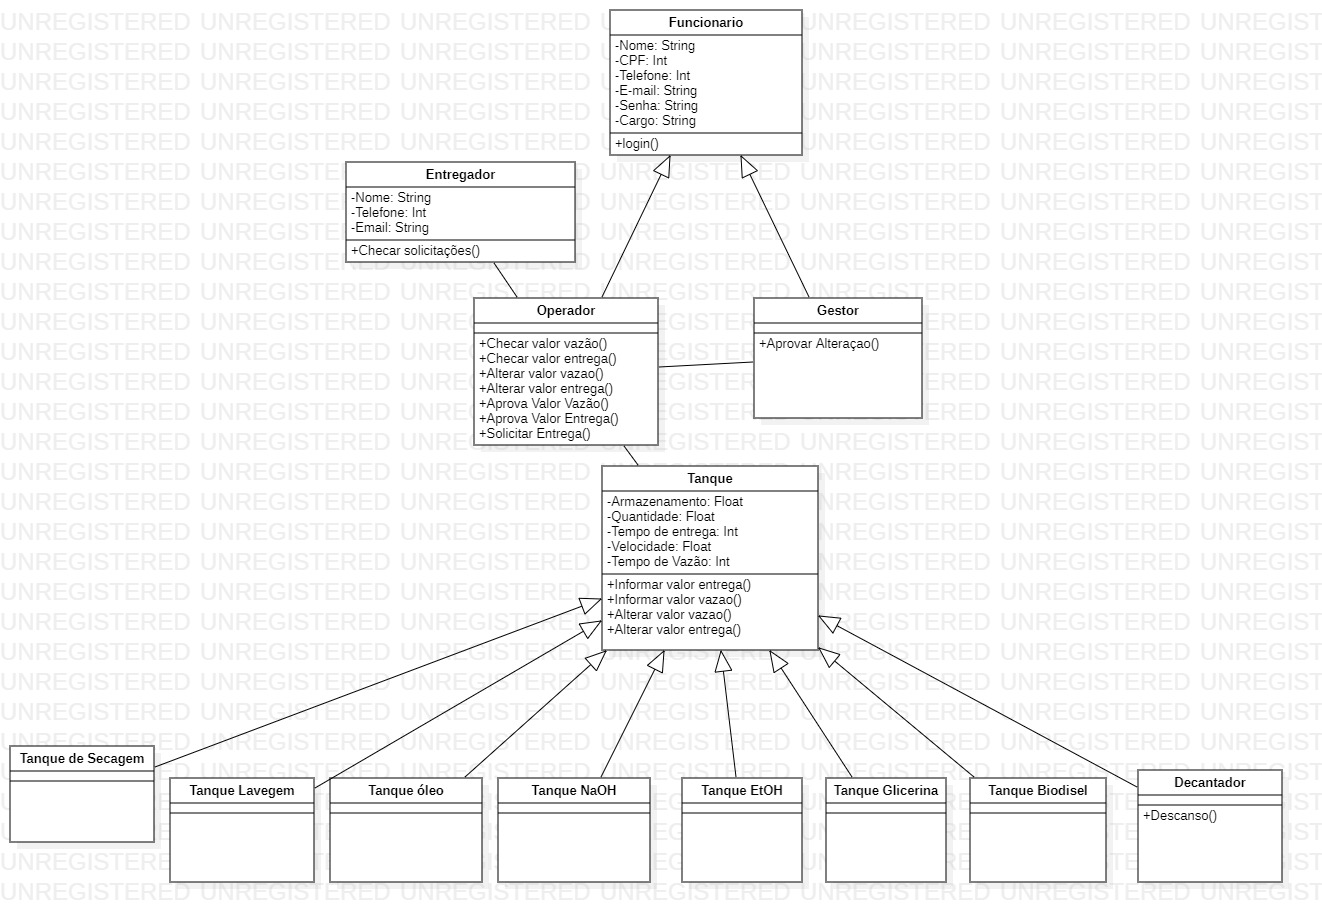 Funcionario
-Nome: String
-CPF: Int
-Telefone: Int
-E-mail: String
-Senha: String
-Cargo: String
+login()
Entregador
-Nome: String
-Telefone: Int
-Email: String
+Checar solicitações()
Operador
+Checar valor vazão()
+Checar valor entrega()
+Alterar valor vazao()
+Alterar valor entrega()
+Aprova Valor Vazão()
+Aprova Valor Entrega()
+Solicitar Entrega()
Gestor
+Aprovar Alteraçao()
Tanque
-Armazenamento: Float
-Quantidade: Float
-Tempo de entrega: Int
-Velocidade: Float
-Tempo de Vazão: Int
+Informar valor entrega()
+Informar valor vazao()
+Alterar valor vazao()
+Alterar valor entrega()
Tanque de Secagem
Tanque Lavegem
Tanque óleo
Tanque NaOH
Tanque EtOH
Tanque Glicerina
Tanque Biodisel
Decantador
+Descanso()
UNREGISTERED